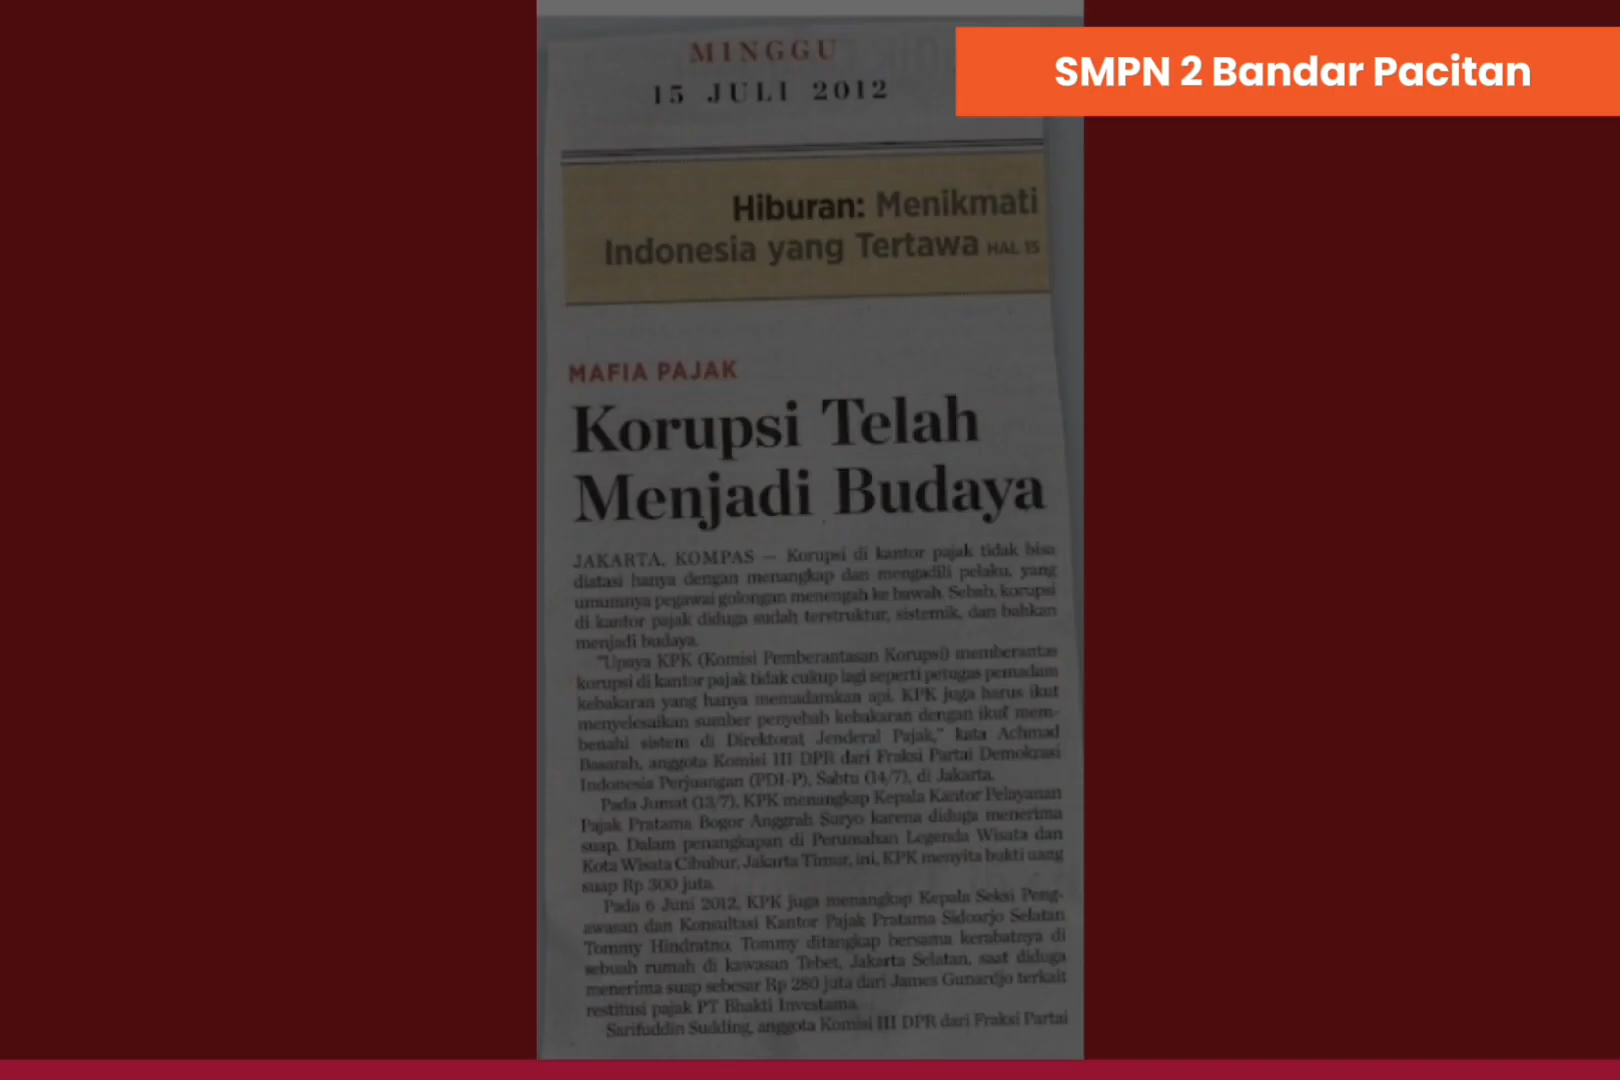 SMPN 2 Bandar Pacitan
MINGGU
15 JULI 2012
Hiburan: Menikmati
Indonesia yang Tertawa HAL 15
MAFIA PAJAK
Korupsi Telah
Menjadi Budaya
JAKARTA, KOMPAS — Korupsi di kantor pajak tidak bisa
diatasi hanya dengan menangkap dan mengadili pelaku, yang
umumnya pegawai golongan menengah ke bawah. Sebab, korupsi
di kantor pajak diduga sudah terstruktur, sistemik, dan bahkan
menjadi budaya.
"Upaya KPK (Komisi Pemberantasan Korupsi) memberantas
korupsi di kantor pajak tidak cukup lagi seperti petugas pemadam
kebakaran yang hanya memadamkan api. KPK juga harus ikut
menyelesaikan sumber penyebab kebakaran dengan ikut mem-
benahi sistem di Direktorat Jenderal Pajak," kata Achmad
Basarah, anggota Komisi III DPR dari Fraksi Partai Demokrasi
Indonesia Perjuangan (PDI-P), Sabtu (14/7), di Jakarta.
Pada Jumat (13/7), KPK menangkap Kepala Kantor Pelayanan
Pajak Pratama Bogor Anggrah Suryo karena diduga menerima
suap. Dalam penangkapan di Perumahan Legenda Wisata dan
Kota Wisata Cibubur, Jakarta Timur, ini, KPK menyita bukti uang
suap Rp 300 juta.
Pada 6 Juni 2012, KPK juga menangkap Kepala Seksi Peng-
awasan dan Konsultasi Kantor Pajak Pratama Sidoarjo Selatan
Tommy Hindratno. Tommy ditangkap bersama kerabatnya di
sebuah rumah di kawasan Tebet, Jakarta Selatan, saat diduga
menerima suap sebesar Rp 280 juta dari James Gunardjo terkait
restitusi pajak PT Bhakti Investama.
Sarifuddin Sudding, anggota Komisi III DPR dari Fraksi Partai